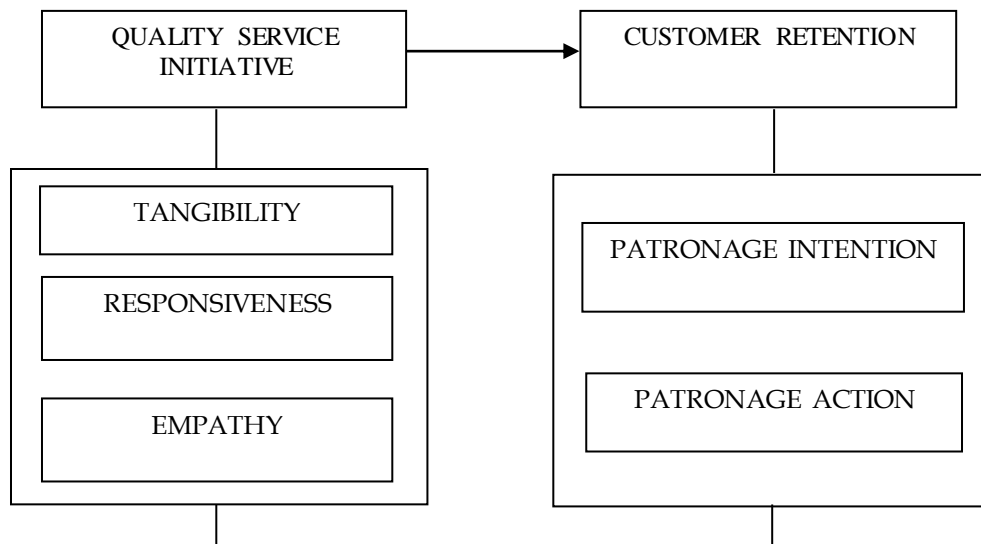 QUALITY SERVICE
INITIATIVE
CUSTOMER RETENTION
TANGIBILITY
RESPONSIVENESS
EMPATHY
PATRONAGE INTENTION
PATRONAGE ACTION